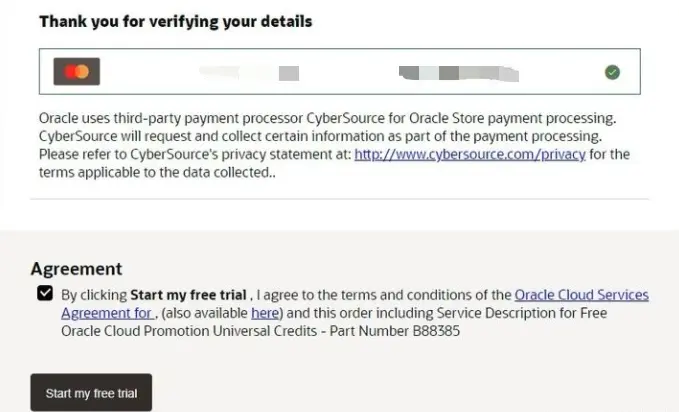 Thank you for verifying your details
Oracle uses third-party payment processor CyberSource for Oracle Store payment processing.
CyberSource will request and collect certain information as part of the payment processing.
Please refer to CyberSource's privacy statement at: http://www.cybersource.com/privacy for the
terms applicable to the data collected..
Agreement
By clicking Start my free trial , I agree to the terms and conditions of the Oracle Cloud Services
Agreement for , (also available here) and this order including Service Description for Free
Oracle Cloud Promotion Universal Credits - Part Number B88385
Start my free trial